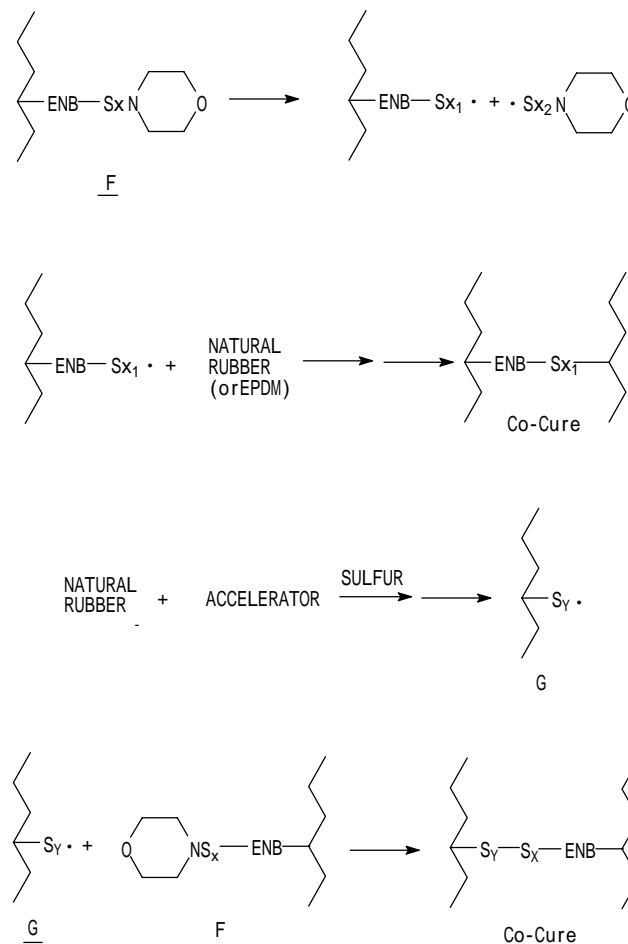 ENB Sx N O ENB Sx1 · + · Sx2 N O
F
ENB Sx1 · + NATURAL RUBBER (orEPDM) ENB Sx1
Co-Cure
NATURAL RUBBER + ACCELERATOR SULFUR SY ·
G
SY · + O NSx ENB SY SX ENB
G F Co-Cure